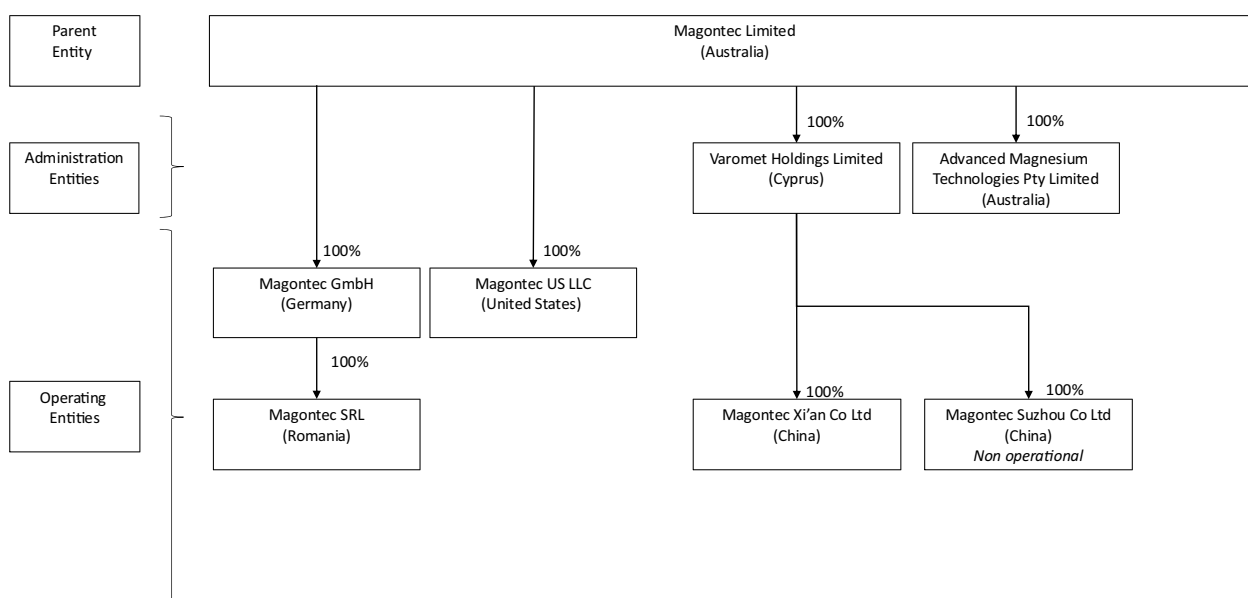 Parent
Entity
Magontec Limited
(Australia)
100%
100%
Administration
Entities
Varomet Holdings Limited
(Cyprus)
Advanced Magnesium
Technologies Pty Limited
(Australia)
100%
100%
Magontec GmbH
(Germany)
Magontec US LLC
(United States)
100%
100%
100%
Operating
Entities
Magontec SRL
(Romania)
Magontec Xi’an Co Ltd
(China)
Magontec Suzhou Co Ltd
(China)
Non operational